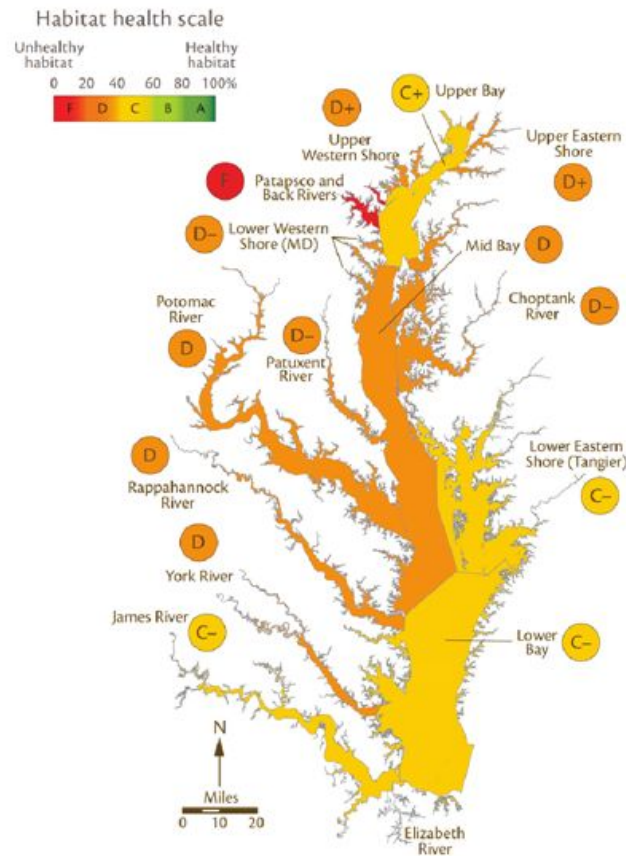 Habitat health scale
Unhealthy habitat
Healthy habitat
0 20 40 60 80 100%
F D C B A
C+ Upper Bay
D+
Upper Western Shore
Upper Eastern Shore
D+
F
Patapsco and Back Rivers
D–
Lower Western Shore (MD)
Mid Bay D
Potomac River
D
D–
Patuxent River
Choptank River
D–
D
Rappahannock River
Lower Eastern Shore (Tangier)
C–
D
York River
James River
C–
Lower Bay
C–
N
Miles
0 10 20
Elizabeth River